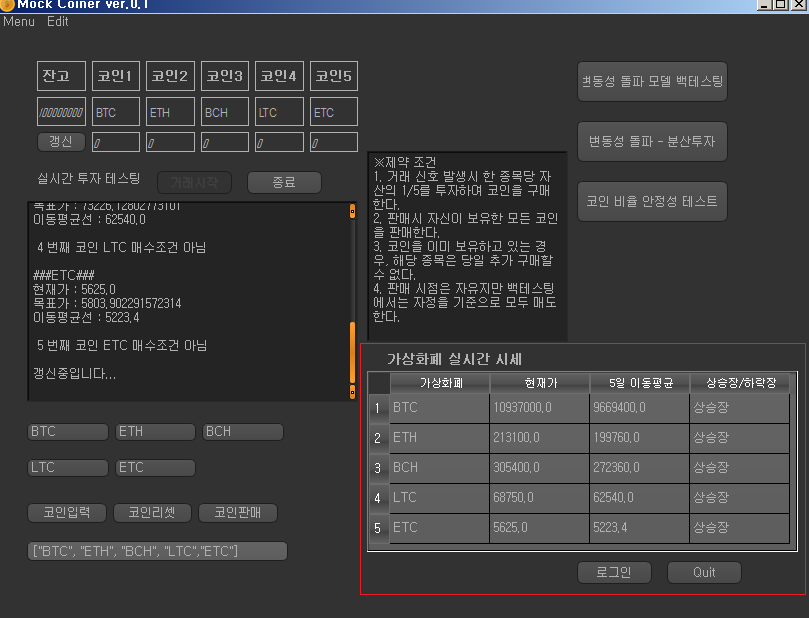 Mock Coiner ver.0.1
Menu Edit
잔고 코인1 코인2 코인3 코인4 코인5
BTC ETH BCH LTC ETC
갱신 0 0 0 0 0
실시간 투자 테스팅 거래시작 종료
목표가 : 73226.12802773101
이동평균선 : 62540.0
4 번째 코인 LTC 매수조건 아님
###ETC###
현재가 : 5625.0
목표가 : 5803.902291572314
이동평균선 : 5223.4
5 번째 코인 ETC 매수조건 아님
갱신중입니다...
BTC ETH BCH
LTC ETC
코인입력 코인리셋 코인판매
["BTC", "ETH", "BCH", "LTC","ETC"]
※제약 조건
1. 거래 신호 발생시 한 종목당 자
산의 1/5를 투자하여 코인을 구매
한다.
2. 판매시 자신이 보유한 모든 코인
을 판매한다.
3. 코인을 이미 보유하고 있는 경
우, 해당 종목은 당일 추가 구매할
수 없다.
4. 판매 시점은 자유지만 백테스팅
에서는 자정을 기준으로 모두 매도
한다.
변동성 돌파 모델 백테스팅
변동성 돌파 - 분산투자
코인 비율 안정성 테스트
가상화폐 실시간 시세
가상화폐 현재가 5일 이동평균 상승장/하락장
1 BTC 10937000.0 9669400.0 상승장
2 ETH 213100.0 199760.0 상승장
3 BCH 305400.0 272360.0 상승장
4 LTC 68750.0 62540.0 상승장
5 ETC 5625.0 5223.4 상승장
로그인 Quit